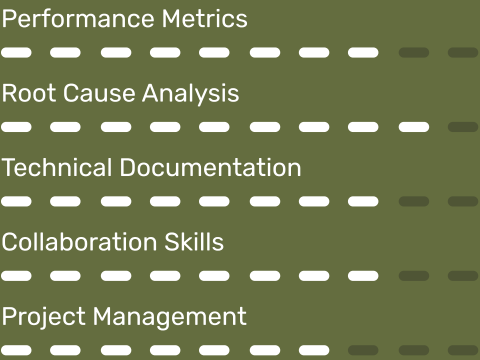 Performance Metrics
Root Cause Analysis
Technical Documentation
Collaboration Skills
Project Management